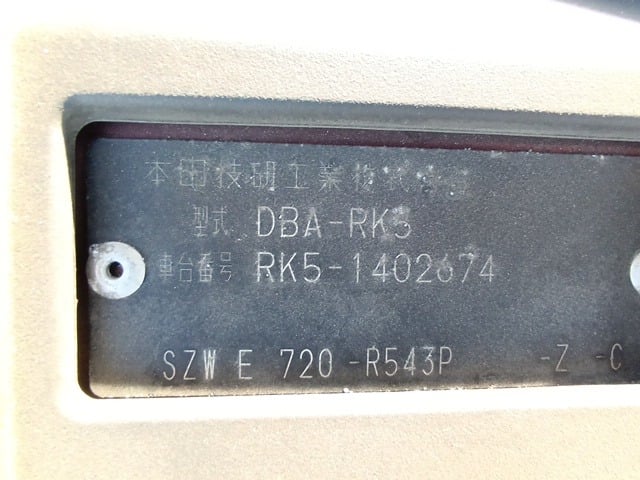 本田技研工業株式会社
型式 DBA-RK5
車台番号 RK5-1402674
SZW E 720 -R543P -Z -C